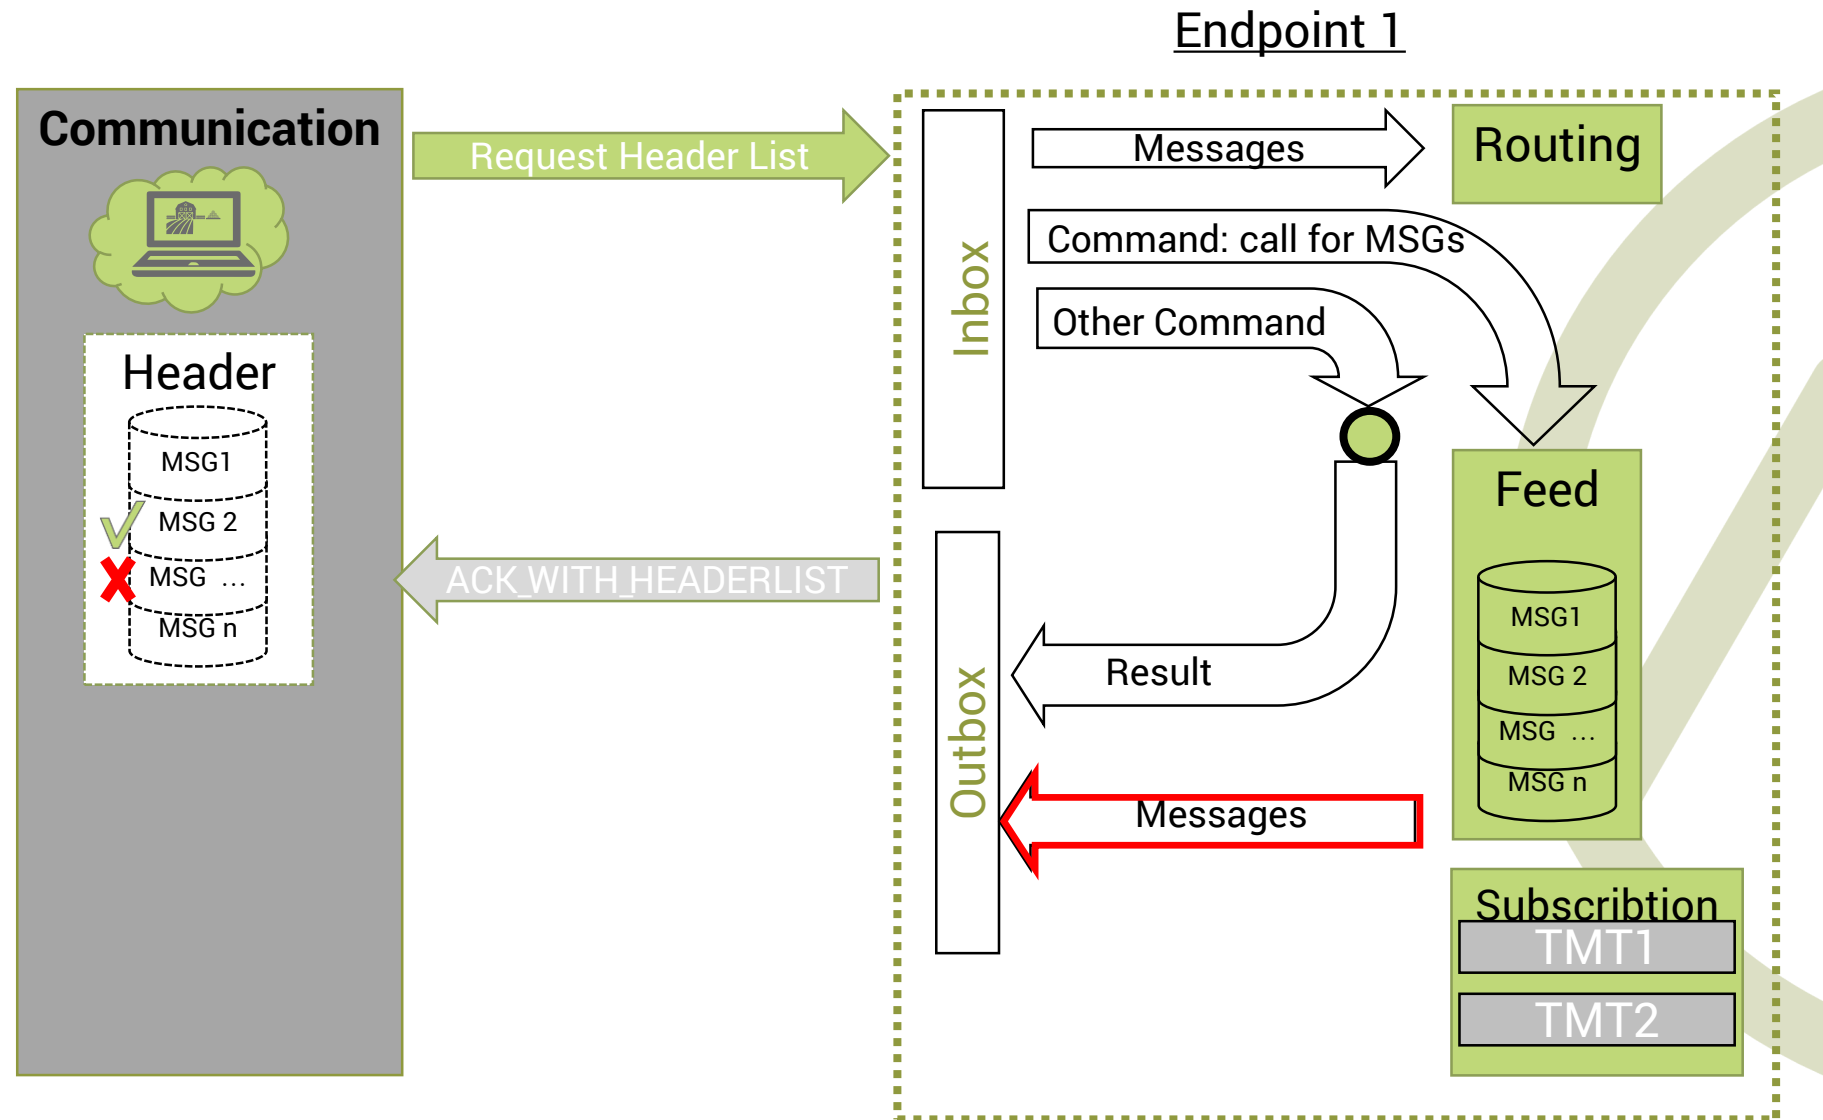 Endpoint 1
Communication
Request Header List
Header
MSG1
MSG 2
MSG …
MSG n
ACK_WITH_HEADERLIST
Inbox
Outbox
Messages
Routing
Command: call for MSGs
Other Command
Result
Messages
Feed
MSG1
MSG 2
MSG …
MSG n
Subscribtion
TMT1
TMT2